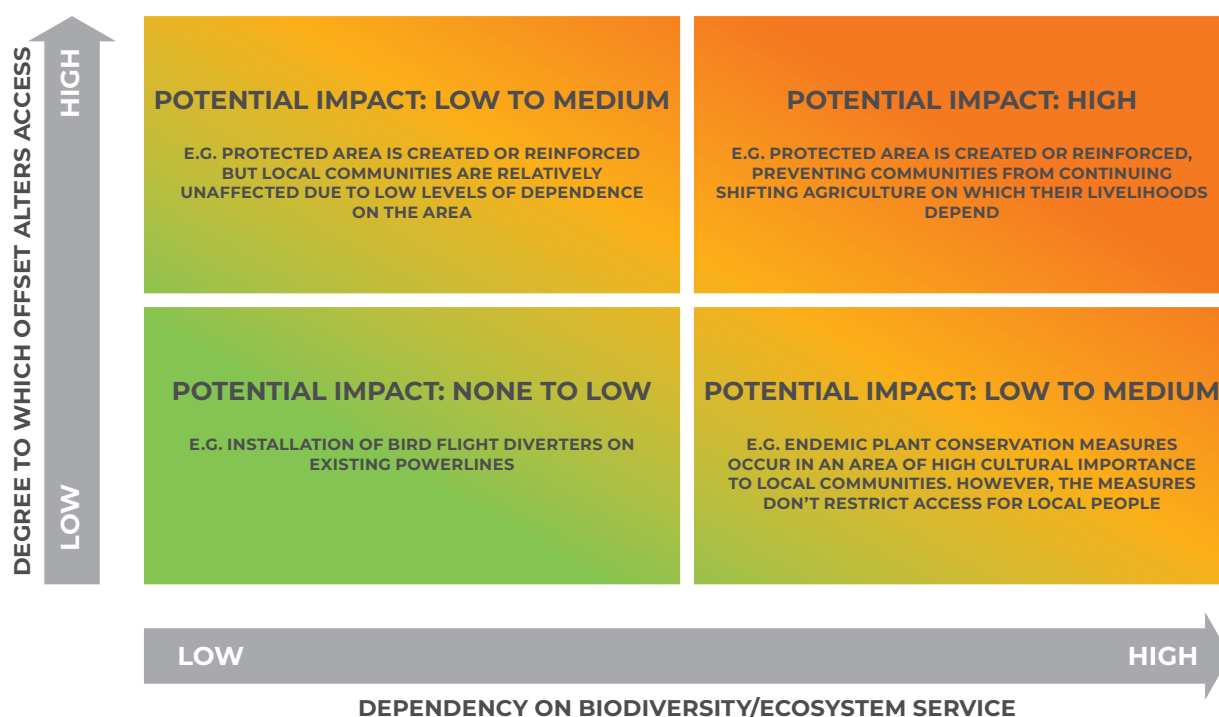 DEGREE TO WHICH OFFSET ALTERS ACCESS
HIGH
LOW
POTENTIAL IMPACT: LOW TO MEDIUM
E.G. PROTECTED AREA IS CREATED OR REINFORCED
BUT LOCAL COMMUNITIES ARE RELATIVELY
UNAFFECTED DUE TO LOW LEVELS OF DEPENDENCE
ON THE AREA
POTENTIAL IMPACT: HIGH
E.G. PROTECTED AREA IS CREATED OR REINFORCED,
PREVENTING COMMUNITIES FROM CONTINUING
SHIFTING AGRICULTURE ON WHICH THEIR LIVELIHOODS
DEPEND
POTENTIAL IMPACT: NONE TO LOW
E.G. INSTALLATION OF BIRD FLIGHT DIVERTERS ON
EXISTING POWERLINES
POTENTIAL IMPACT: LOW TO MEDIUM
E.G. ENDEMIC PLANT CONSERVATION MEASURES
OCCUR IN AN AREA OF HIGH CULTURAL IMPORTANCE
TO LOCAL COMMUNITIES. HOWEVER, THE MEASURES
DON’T RESTRICT ACCESS FOR LOCAL PEOPLE
LOW
HIGH
DEPENDENCY ON BIODIVERSITY/ECOSYSTEM SERVICE